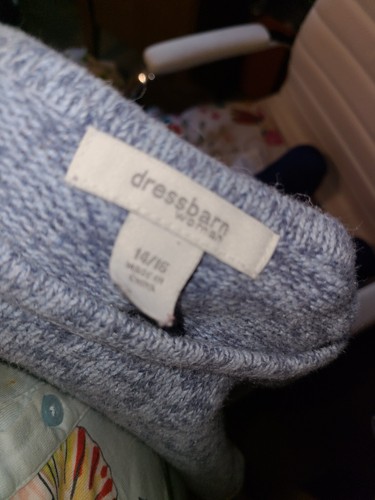 dressbarn
woman
14/16
MADE IN
CHINA